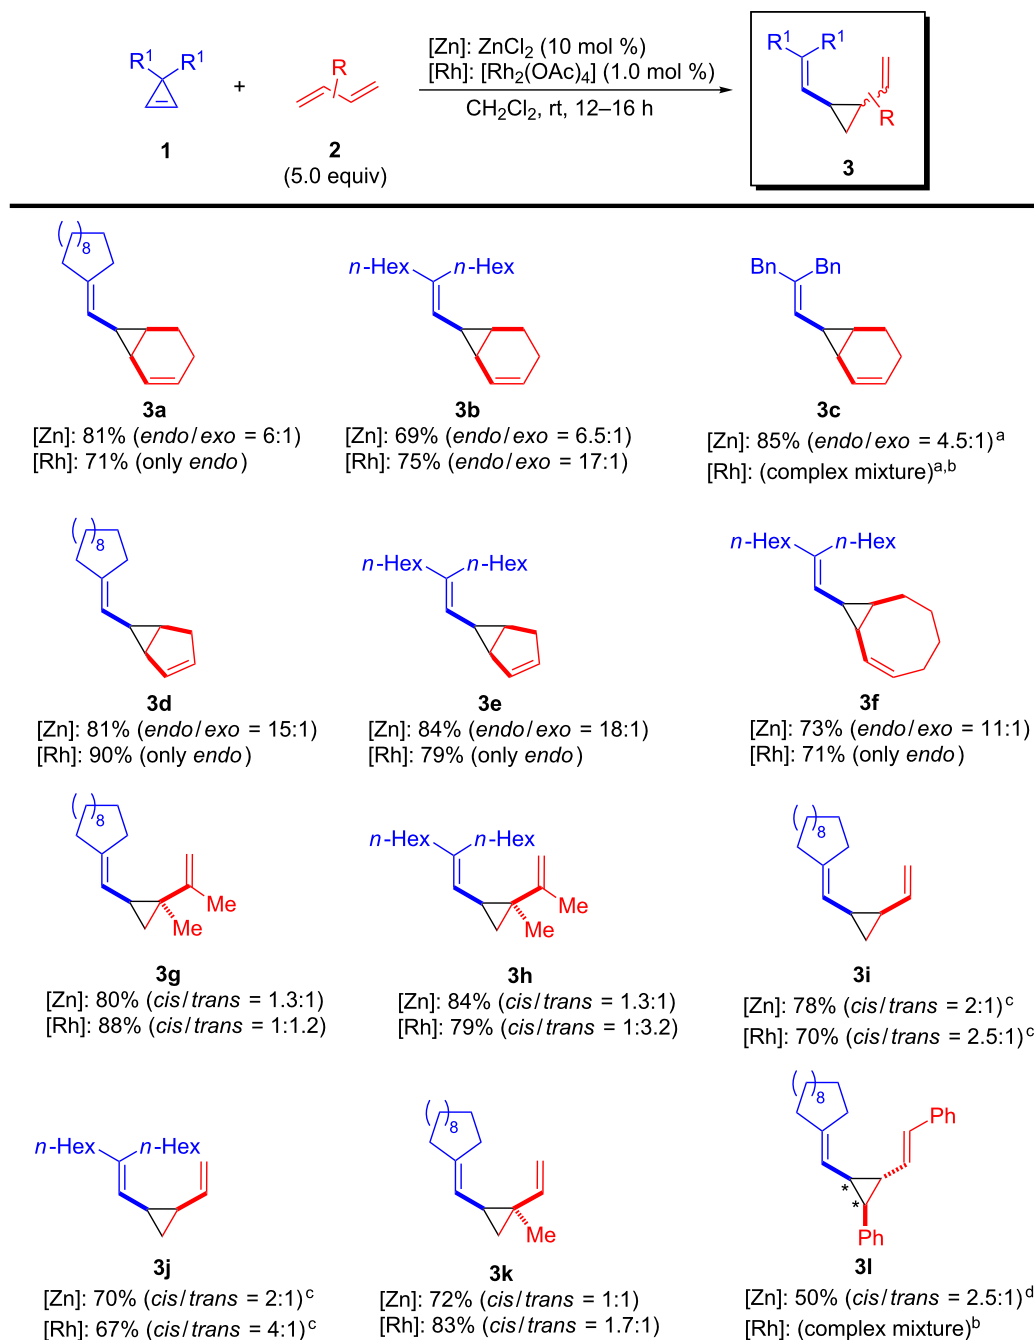 [Zn]: ZnCl2 (10 mol %)
[Rh]: [Rh2(OAc)4] (1.0 mol %)
CH2Cl2, rt, 12–16 h
R1 R1
+
R
R1 R1
R
1
2
(5.0 equiv)
3
( )8
n-Hex n-Hex
Bn Bn
3a
[Zn]: 81% (endo/exo = 6:1)
[Rh]: 71% (only endo)
3b
[Zn]: 69% (endo/exo = 6.5:1)
[Rh]: 75% (endo/exo = 17:1)
3c
[Zn]: 85% (endo/exo = 4.5:1)a
[Rh]: (complex mixture)a,b
( )8
n-Hex n-Hex
n-Hex n-Hex
3d
[Zn]: 81% (endo/exo = 15:1)
[Rh]: 90% (only endo)
3e
[Zn]: 84% (endo/exo = 18:1)
[Rh]: 79% (only endo)
3f
[Zn]: 73% (endo/exo = 11:1)
[Rh]: 71% (only endo)
( )8
Me
Me
n-Hex n-Hex
Me
Me
( )8
3g
[Zn]: 80% (cis/trans = 1.3:1)
[Rh]: 88% (cis/trans = 1:1.2)
3h
[Zn]: 84% (cis/trans = 1.3:1)
[Rh]: 79% (cis/trans = 1:3.2)
3i
[Zn]: 78% (cis/trans = 2:1)c
[Rh]: 70% (cis/trans = 2.5:1)c
n-Hex n-Hex
( )8
Me
( )8
Ph
*
*
Ph
3j
[Zn]: 70% (cis/trans = 2:1)c
[Rh]: 67% (cis/trans = 4:1)c
3k
[Zn]: 72% (cis/trans = 1:1)
[Rh]: 83% (cis/trans = 1.7:1)
3l
[Zn]: 50% (cis/trans = 2.5:1)d
[Rh]: (complex mixture)b